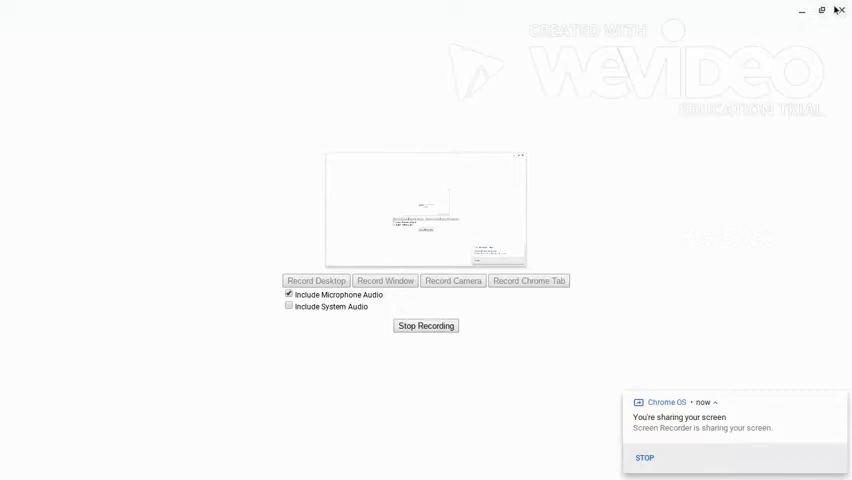 CREATED WITH
WEVIDEO
EDUCATION TRIAL
Record Desktop
Record Window
Record Camera
Record Chrome Tab
Include Microphone Audio
Include System Audio
Stop Recording
Chrome OS • now
You're sharing your screen
Screen Recorder is sharing your screen.
STOP